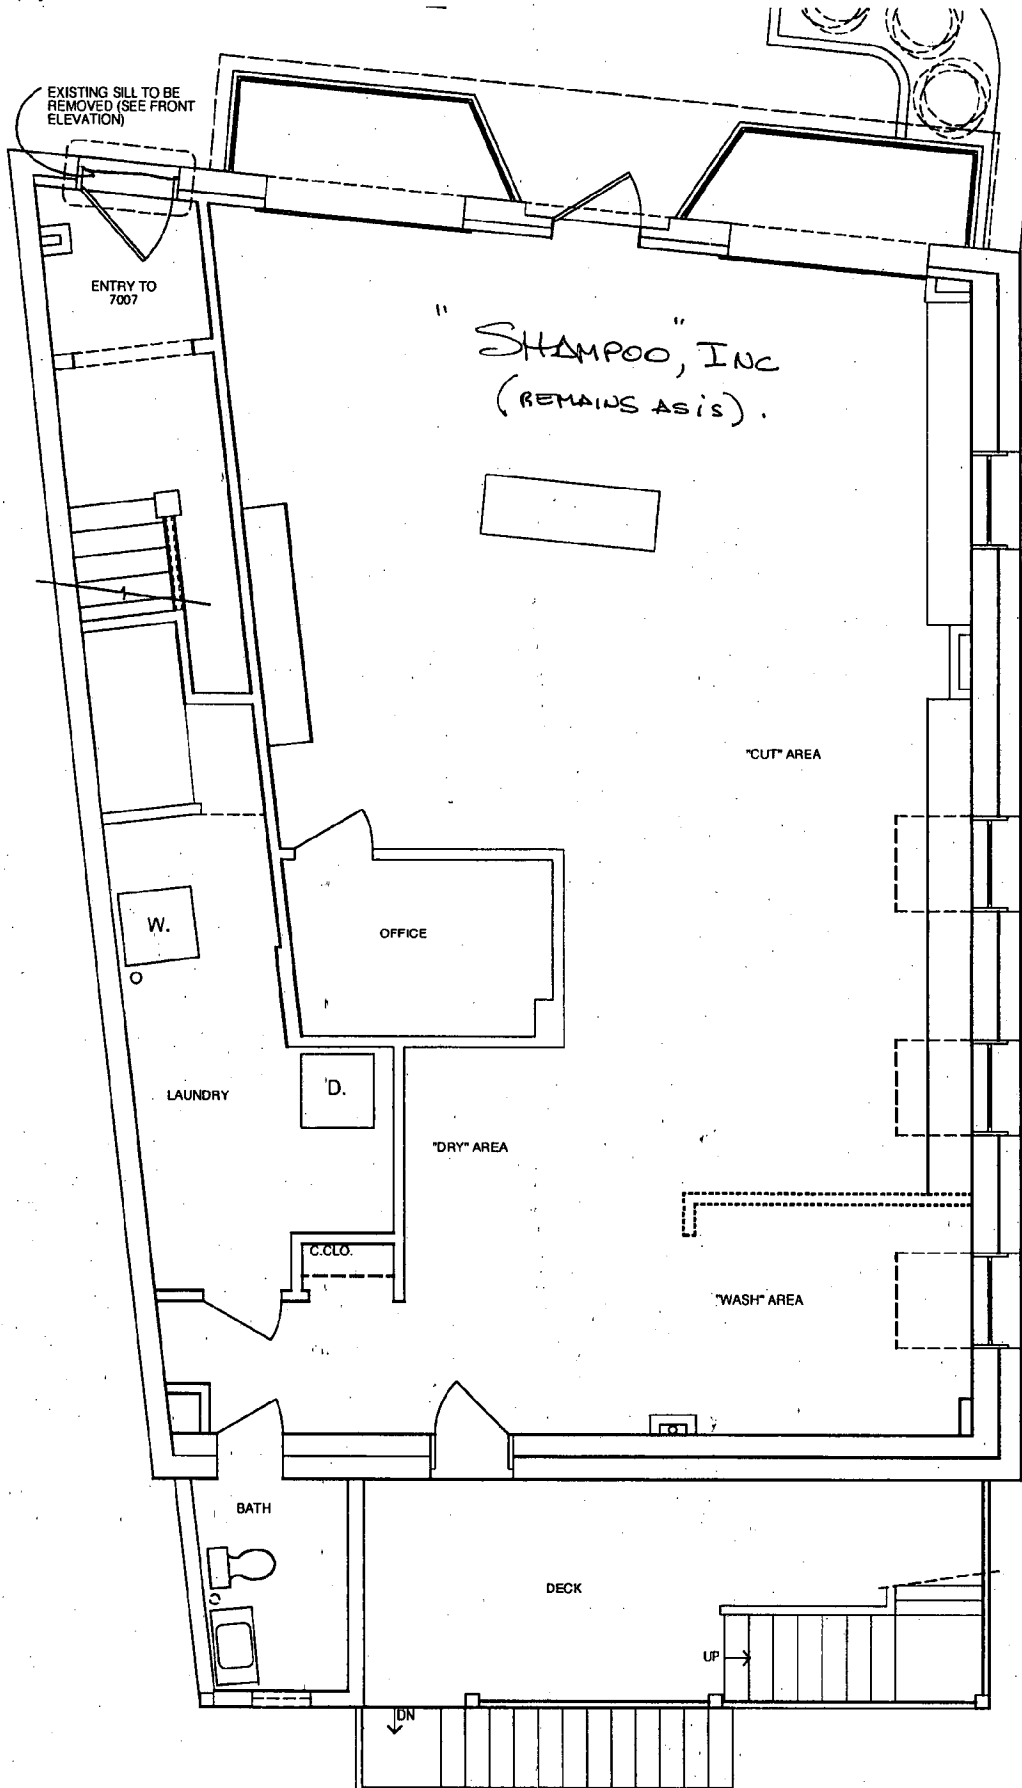 EXISTING SILL TO BE
REMOVED (SEE FRONT
ELEVATION)
ENTRY TO
7007
"SHAMPOO", INC
(REMAINS AS IS).
"CUT" AREA
W.
OFFICE
LAUNDRY
D.
"DRY" AREA
C.CLO.
"WASH" AREA
BATH
DECK
UP
DN